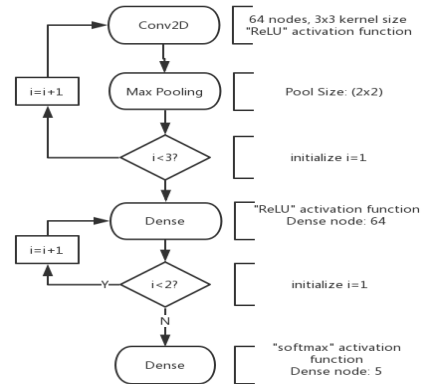 Conv2D
64 nodes, 3x3 kernel size
"ReLU" activation function
i=i+1
Max Pooling
Pool Size: (2x2)
i<3?
initialize i=1
Dense
"ReLU" activation function
Dense node: 64
i=i+1
Y
i<2?
initialize i=1
N
Dense
"softmax" activation
function
Dense node: 5